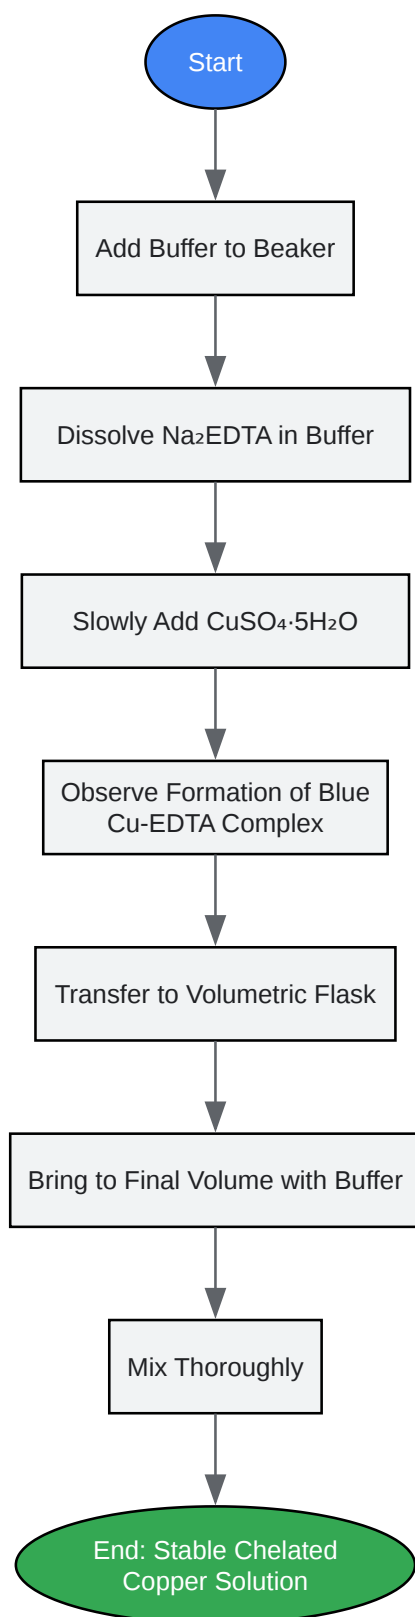 Start
Add Buffer to Beaker
Dissolve Na₂EDTA in Buffer
Slowly Add CuSO₄·5H₂O
Observe Formation of Blue
Cu-EDTA Complex
Transfer to Volumetric Flask
Bring to Final Volume with Buffer
Mix Thoroughly
End: Stable Chelated
Copper Solution